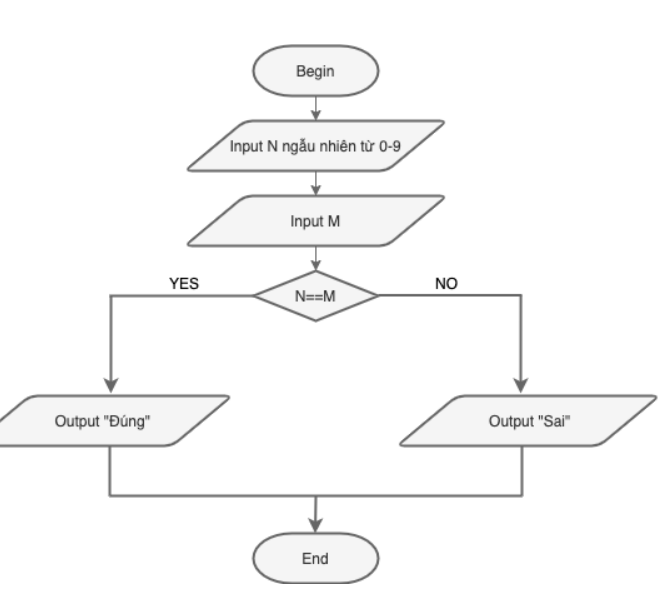 Begin
Input N ngẫu nhiên từ 0-9
Input M
N==M
YES
NO
Output "Đúng"
Output "Sai"
End